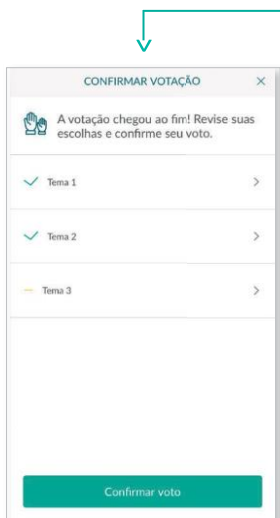 CONFIRMAR VOTAÇÃO
A votação chegou ao fim! Revise suas
escolhas e confirme seu voto.
Tema 1
Tema 2
Tema 3
Confirmar voto